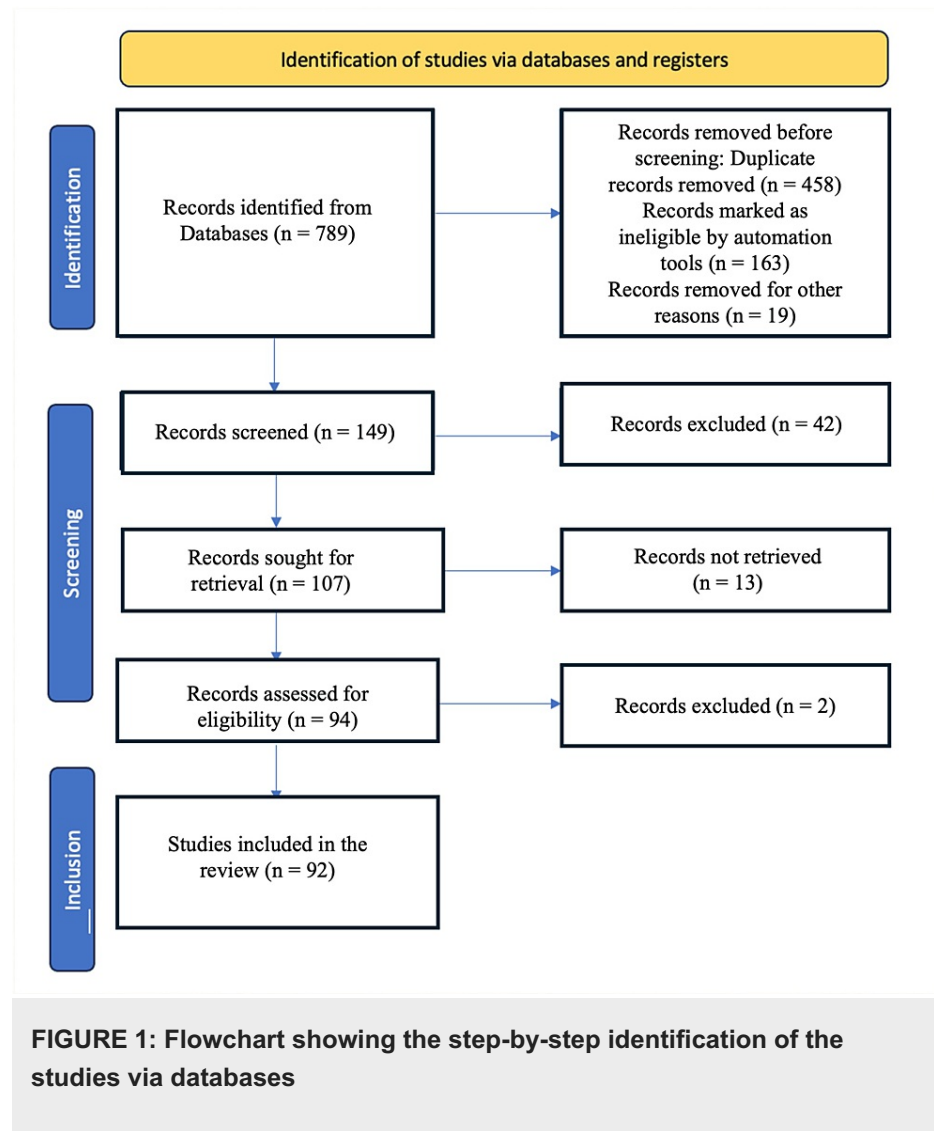 Identification of studies via databases and registers
Identification
Records identified from
Databases (n = 789)
Records removed before
screening: Duplicate
records removed (n = 458)
Records marked as
ineligible by automation
tools (n = 163)
Records removed for other
reasons (n = 19)
Screening
Records screened (n = 149)
Records excluded (n = 42)
Records sought for
retrieval (n = 107)
Records not retrieved
(n = 13)
Records assessed for
eligibility (n = 94)
Records excluded (n = 2)
Inclusion
Studies included in the
review (n = 92)
FIGURE 1: Flowchart showing the step-by-step identification of the
studies via databases